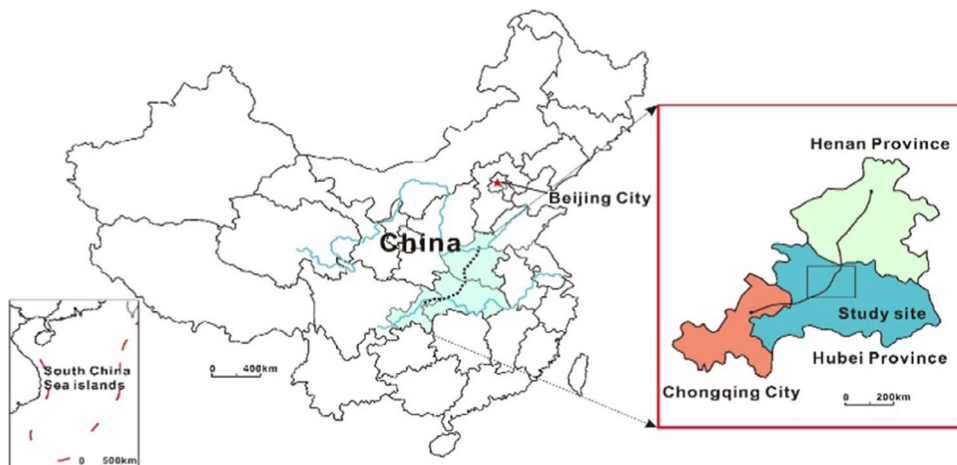 Beijing City
China
400km
South China
Sea islands
0 500km
Henan Province
Study site
Hubei Province
Chongqing City
0 200km